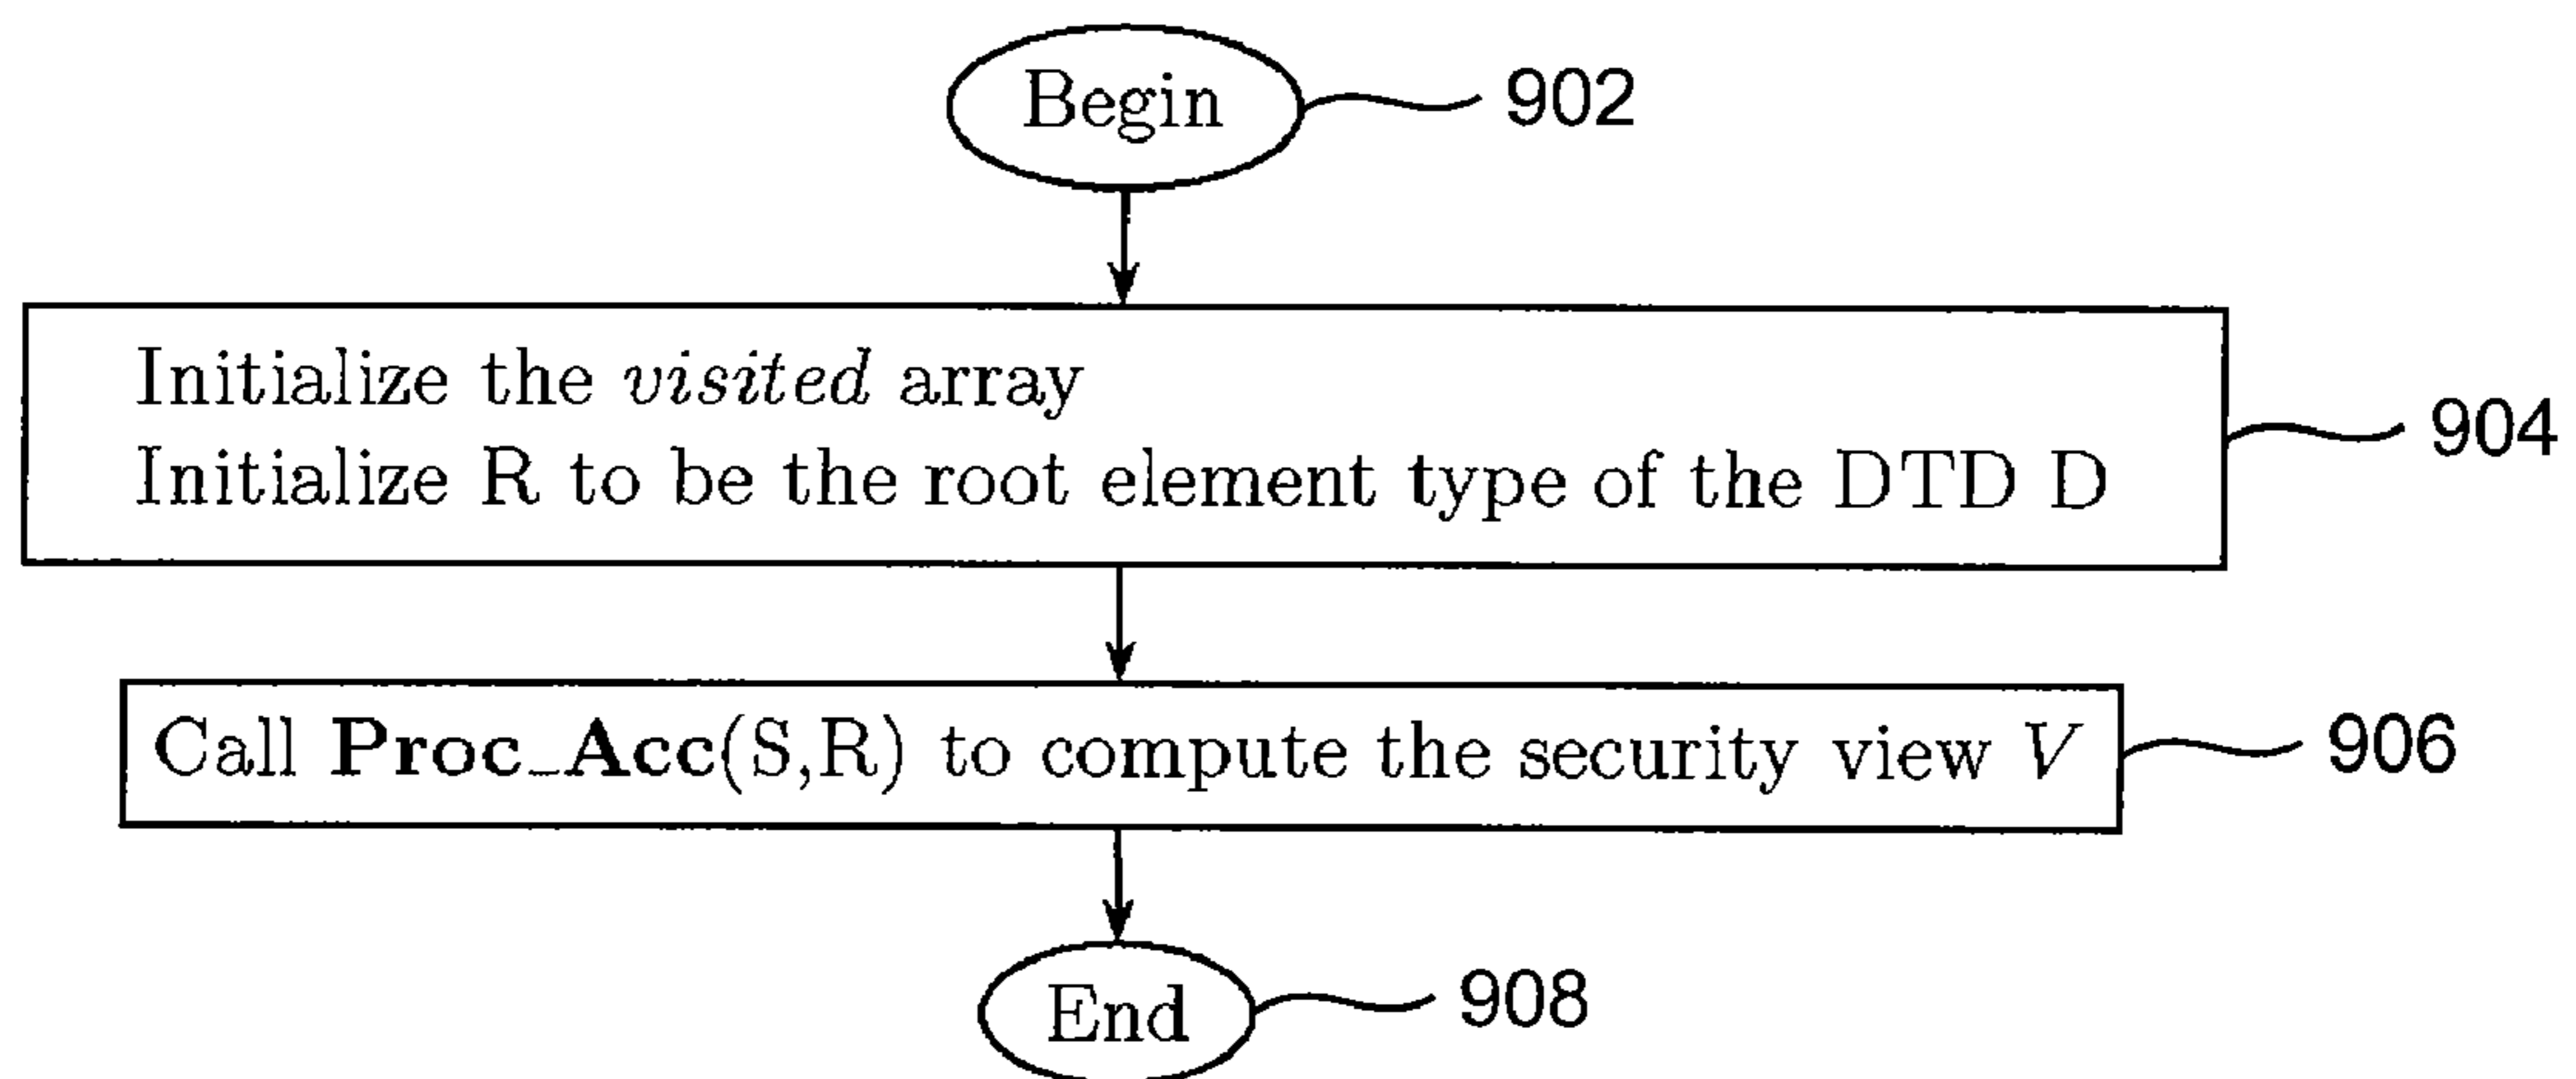 Begin
902
Initialize the visited array
Initialize R to be the root element type of the DTD D
904
Call Proc_Acc(S,R) to compute the security view V
906
End
908